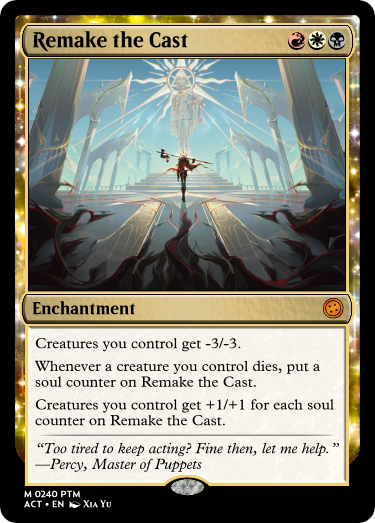 Remake the Cast
Enchantment
Creatures you control get -3/-3.
Whenever a creature you control dies, put a
soul counter on Remake the Cast.
Creatures you control get +1/+1 for each soul
counter on Remake the Cast.
“Too tired to keep acting? Fine then, let me help.”
—Percy, Master of Puppets
M 0240 PTM
ACT • EN Xia Yu